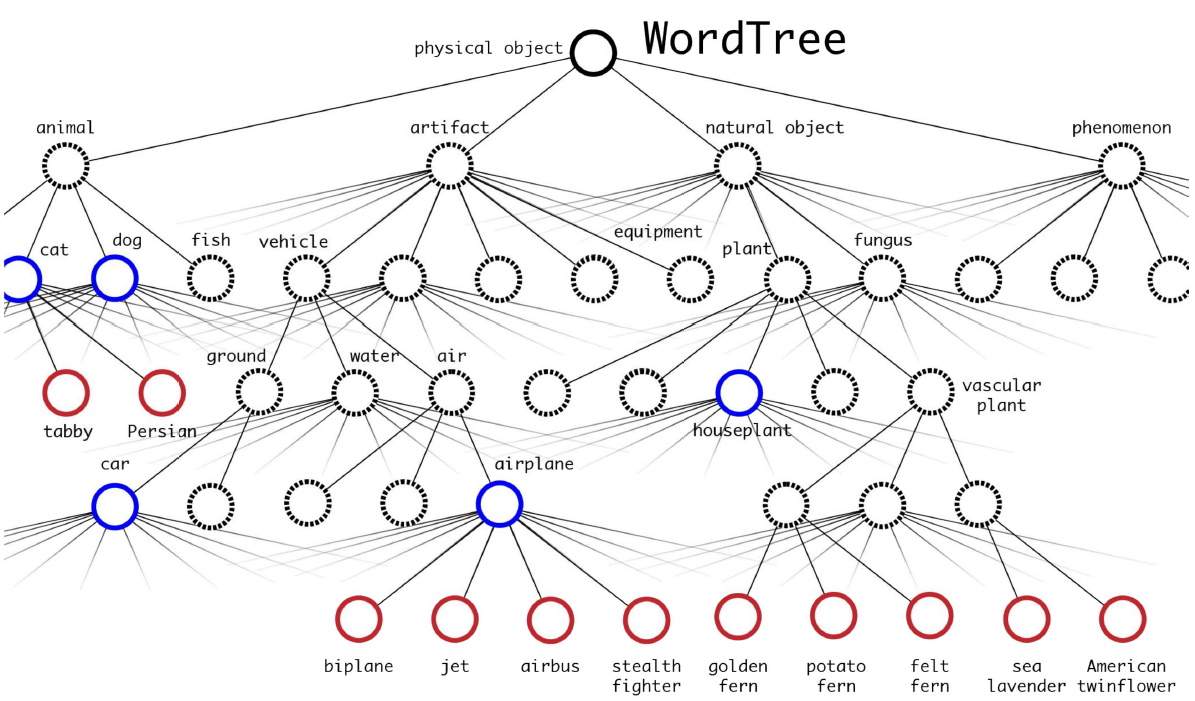 WordTree
physical object
animal
artifact
natural object
phenomenon
cat
dog
fish
vehicle
equipment
plant
fungus
ground
water
air
vascular
plant
tabby
Persian
houseplant
car
airplane
biplane
jet
airbus
stealth
fighter
golden
fern
potato
fern
felt
fern
sea
lavender
American
twinflower